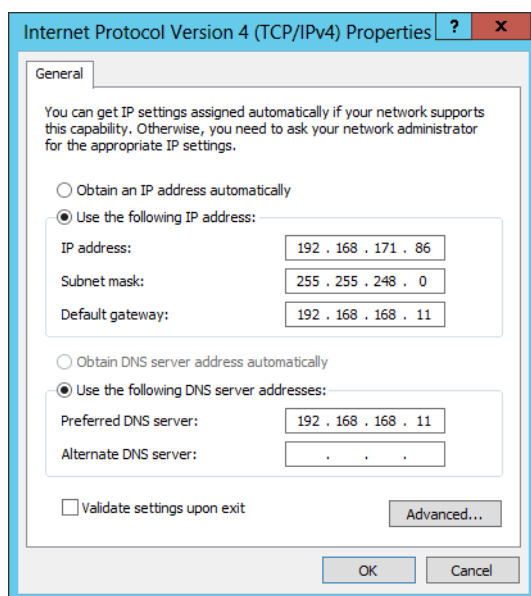 Internet Protocol Version 4 (TCP/IPv4) Properties ? x
General
You can get IP settings assigned automatically if your network supports
this capability. Otherwise, you need to ask your network administrator
for the appropriate IP settings.
Obtain an IP address automatically
Use the following IP address:
IP address: 192 . 168 . 171 . 86
Subnet mask: 255 . 255 . 248 . 0
Default gateway: 192 . 168 . 168 . 11
Obtain DNS server address automatically
Use the following DNS server addresses:
Preferred DNS server: 192 . 168 . 168 . 11
Alternate DNS server: . . .
Validate settings upon exit
Advanced...
OK Cancel